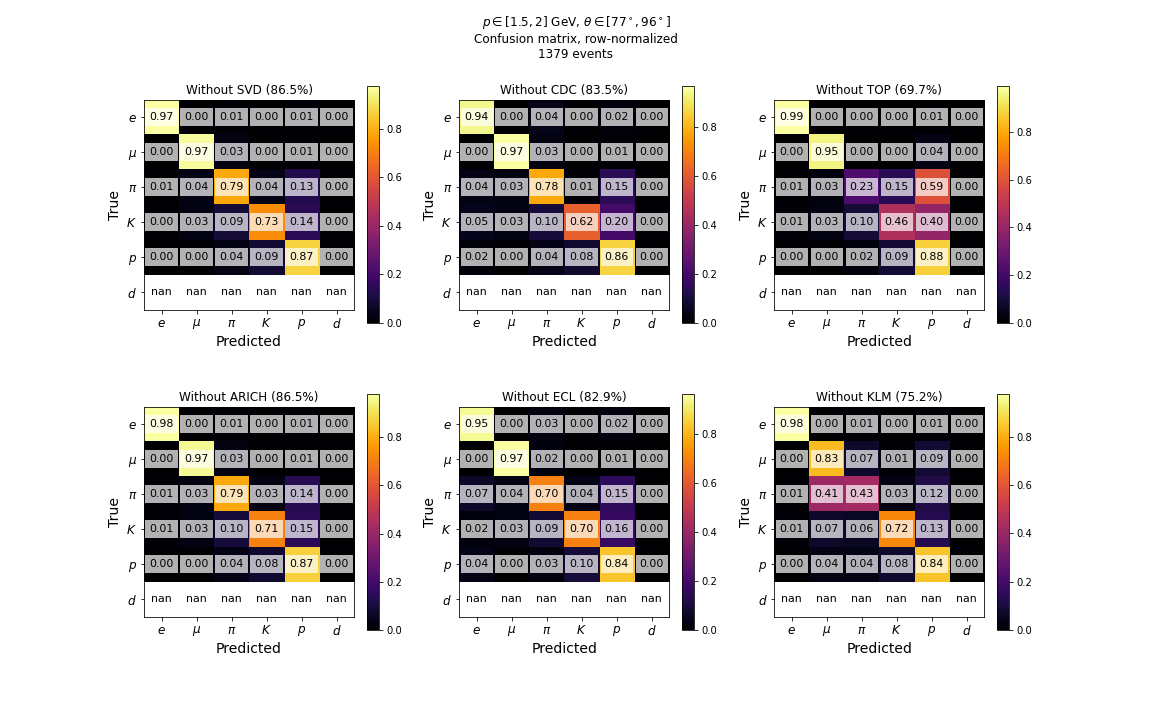 p ∈ [1.5, 2] GeV, θ ∈ [77°, 96°]
Confusion matrix, row-normalized
1379 events
Without SVD (86.5%)
True
e 0.97 0.00 0.01 0.00 0.01 0.00
μ 0.00 0.97 0.03 0.00 0.01 0.00
π 0.01 0.04 0.79 0.04 0.13 0.00
K 0.00 0.03 0.09 0.73 0.14 0.00
p 0.00 0.00 0.04 0.09 0.87 0.00
d nan nan nan nan nan nan
e μ π K p d
Predicted
0.8
0.6
0.4
0.2
0.0
Without CDC (83.5%)
True
e 0.94 0.00 0.04 0.00 0.02 0.00
μ 0.00 0.97 0.03 0.00 0.01 0.00
π 0.04 0.03 0.78 0.01 0.15 0.00
K 0.05 0.03 0.10 0.62 0.20 0.00
p 0.02 0.00 0.04 0.08 0.86 0.00
d nan nan nan nan nan nan
e μ π K p d
Predicted
0.8
0.6
0.4
0.2
0.0
Without TOP (69.7%)
True
e 0.99 0.00 0.00 0.00 0.01 0.00
μ 0.00 0.95 0.01 0.00 0.04 0.00
π 0.01 0.03 0.23 0.15 0.59 0.00
K 0.01 0.03 0.10 0.46 0.40 0.00
p 0.00 0.00 0.02 0.09 0.88 0.00
d nan nan nan nan nan nan
e μ π K p d
Predicted
0.8
0.6
0.4
0.2
0.0
Without ARICH (86.5%)
True
e 0.98 0.00 0.01 0.00 0.01 0.00
μ 0.00 0.97 0.03 0.00 0.01 0.00
π 0.01 0.03 0.79 0.03 0.14 0.00
K 0.01 0.03 0.10 0.71 0.15 0.00
p 0.00 0.00 0.04 0.08 0.87 0.00
d nan nan nan nan nan nan
e μ π K p d
Predicted
0.8
0.6
0.4
0.2
0.0
Without ECL (82.9%)
True
e 0.95 0.00 0.03 0.00 0.02 0.00
μ 0.00 0.97 0.02 0.00 0.01 0.00
π 0.07 0.04 0.70 0.04 0.15 0.00
K 0.02 0.03 0.09 0.70 0.16 0.00
p 0.04 0.00 0.03 0.10 0.84 0.00
d nan nan nan nan nan nan
e μ π K p d
Predicted
0.8
0.6
0.4
0.2
0.0
Without KLM (75.2%)
True
e 0.98 0.00 0.01 0.00 0.01 0.00
μ 0.00 0.83 0.07 0.01 0.09 0.00
π 0.01 0.41 0.43 0.03 0.12 0.00
K 0.01 0.07 0.06 0.72 0.13 0.00
p 0.00 0.04 0.04 0.08 0.84 0.00
d nan nan nan nan nan nan
e μ π K p d
Predicted
0.8
0.6
0.4
0.2
0.0